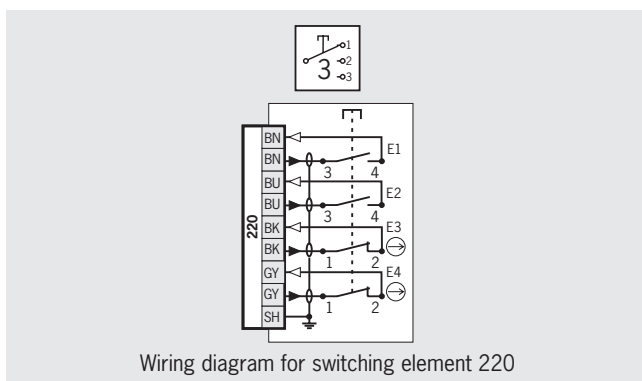 1
2
3
3
BN
E1
BN
3 4
BU
E2
BU
3 4
BK
E3
BK
1 2
GY
E4
GY
1 2
SH
220
Wiring diagram for switching element 220